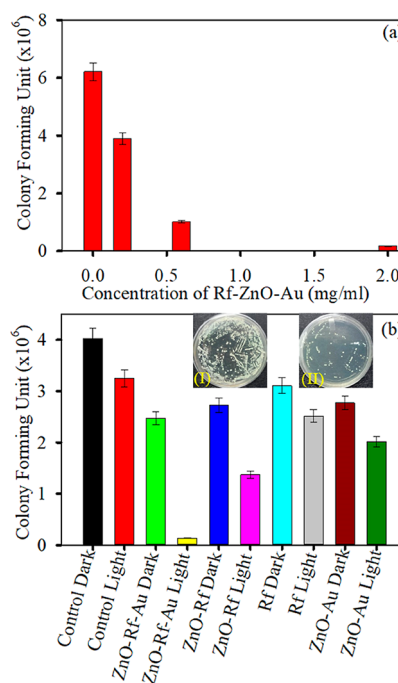 (a)
Colony Forming Unit (x10⁶)
8
6
4
2
0
0.0 0.5 1.0 1.5 2.0
Concentration of Rf-ZnO-Au (mg/ml)
(b)
Colony Forming Unit (x10⁶)
4
3
2
1
0
(I)
(II)
Control Dark
Control Light
ZnO-Rf-Au Dark
ZnO-Rf-Au Light
ZnO-Rf Dark
ZnO-Rf Light
Rf Dark
Rf Light
ZnO-Au Dark
ZnO-Au Light